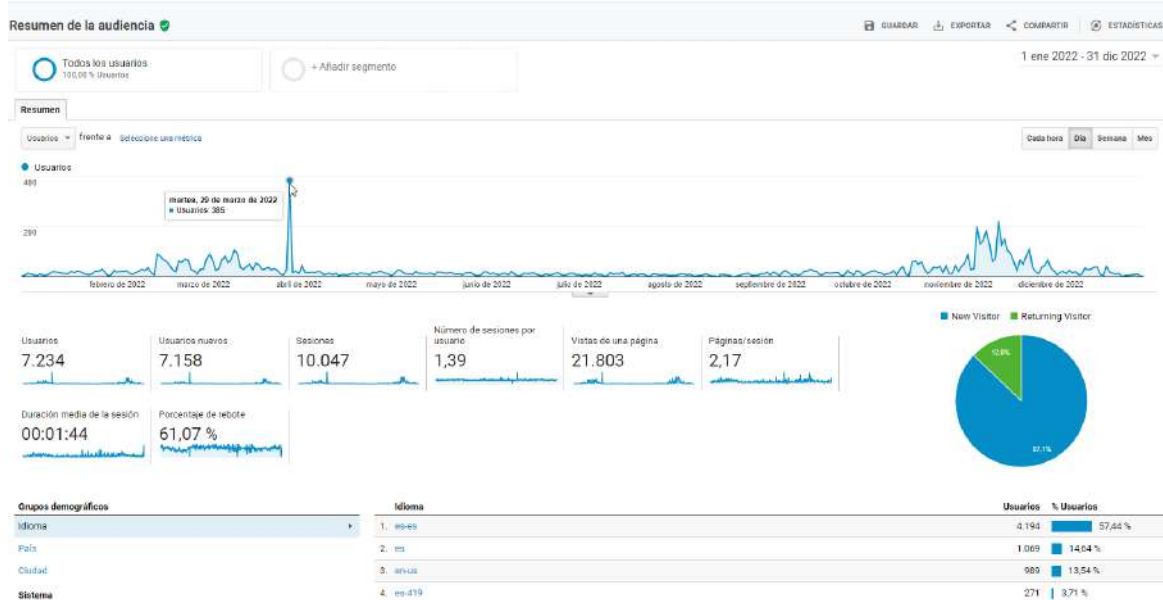 Resumen de la audiencia
GUARDAR EXPORTAR COMPARTIR ESTADÍSTICAS
Todos los usuarios
100,00 % Usuarios
+ Añadir segmento
1 ene 2022 - 31 dic 2022
Resumen
Usuarios frente a Seleccione una métrica
Cada hora Día Semana Mes
Usuarios
400
martes, 29 de marzo de 2022
Usuarios: 385
200
febrero de 2022 marzo de 2022 abril de 2022 mayo de 2022 junio de 2022 julio de 2022 agosto de 2022 septiembre de 2022 octubre de 2022 noviembre de 2022 diciembre de 2022
New Visitor Returning Visitor
Usuarios
7.234
Usuarios nuevos
7.158
Sesiones
10.047
Número de sesiones por usuario
1,39
Vistas de una página
21.803
Páginas/sesión
2,17
Duración media de la sesión
00:01:44
Porcentaje de rebote
61,07 %
Grupos demográficos
Idioma
País
Ciudad
Sistema
Idioma Usuarios % Usuarios
1. es-es 4.194 57,44 %
2. es 1.069 14,64 %
3. en-us 989 13,54 %
4. es-419 271 3,71 %